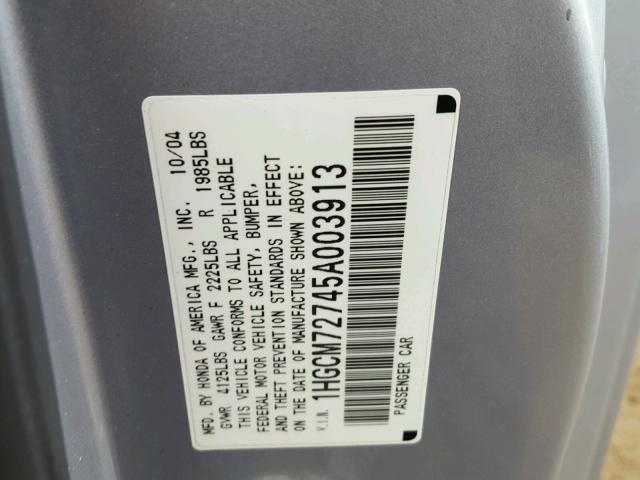 MFD. BY HONDA OF AMERICA MFG., INC. 10/04
GVWR 4125LBS GAWR F 2225LBS R 1985LBS
THIS VEHICLE CONFORMS TO ALL APPLICABLE
FEDERAL MOTOR VEHICLE SAFETY, BUMPER,
AND THEFT PREVENTION STANDARDS IN EFFECT
ON THE DATE OF MANUFACTURE SHOWN ABOVE:
V.I.N. 1HGCM72745A003913
PASSENGER CAR